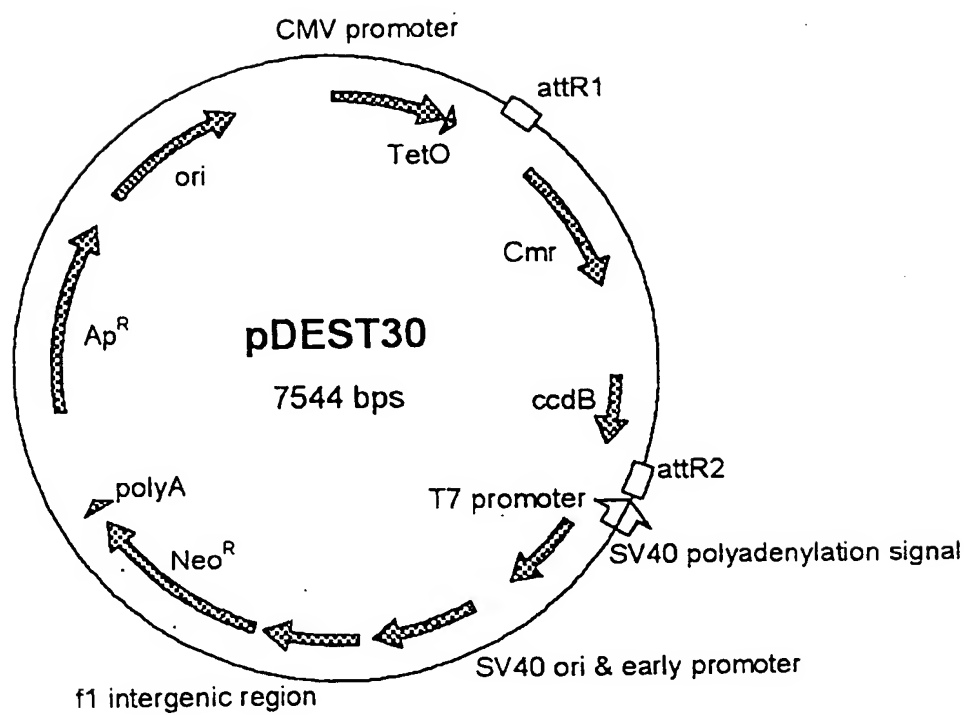 CMV promoter
attR1
TetO
ori
Cmr
Ap^R
pDEST30
7544 bps
ccdB
attR2
polyA
T7 promoter
Neo^R
SV40 polyadenylation signal
SV40 ori & early promoter
f1 intergenic region